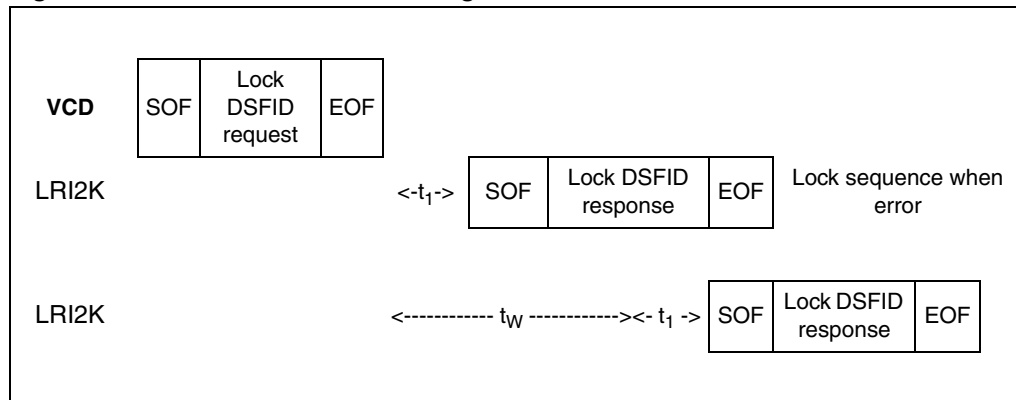 VCD
SOF
Lock
DSFID
request
EOF
LRI2K
<-t1->
SOF
Lock DSFID
response
EOF
Lock sequence when
error
LRI2K
<------------ tW ------------><- t1 ->
SOF
Lock DSFID
response
EOF